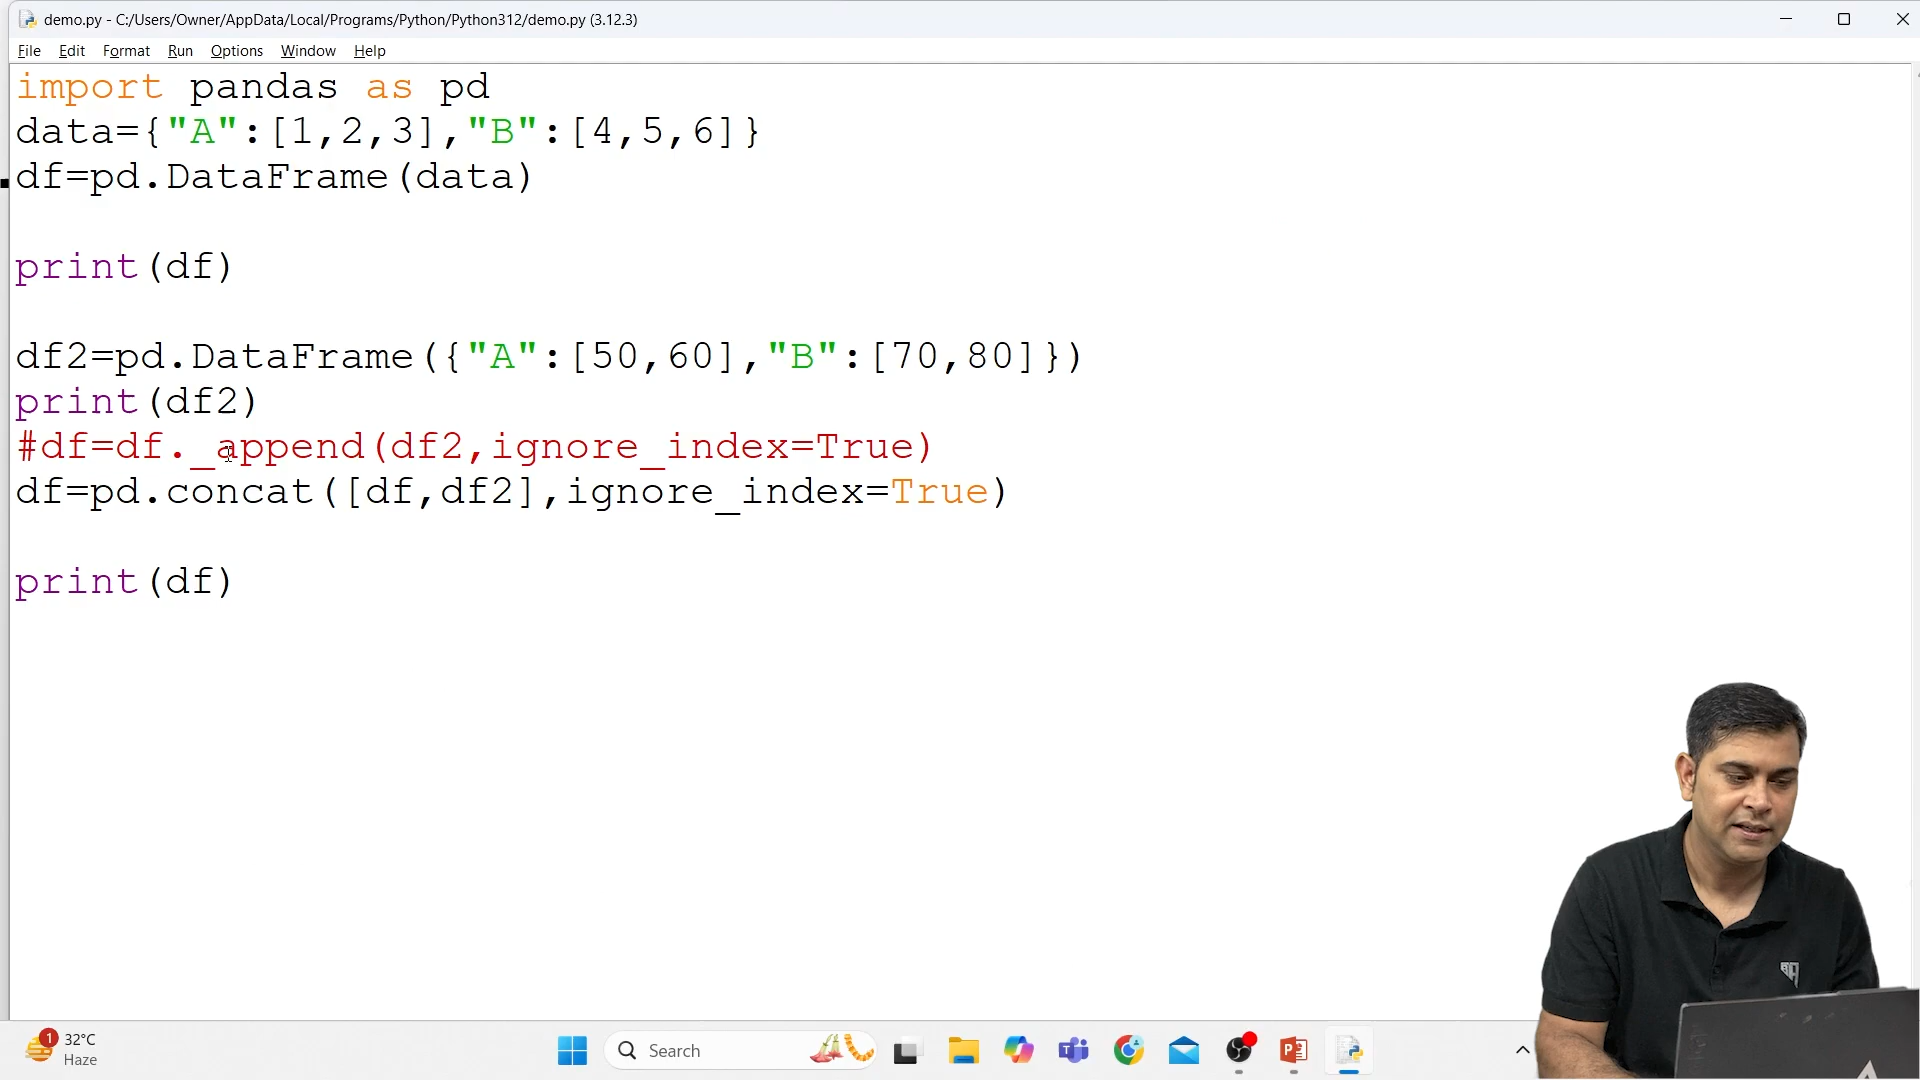 demo.py - C:/Users/Owner/AppData/Local/Programs/Python/Python312/demo.py (3.12.3)
File Edit Format Run Options Window Help
import pandas as pd
data={"A":[1,2,3],"B":[4,5,6]}
df=pd.DataFrame(data)
print(df)
df2=pd.DataFrame({"A":[50,60],"B":[70,80]})
print(df2)
#df=df._append(df2,ignore_index=True)
df=pd.concat([df,df2],ignore_index=True)
print(df)
1
32°C
Haze
Search